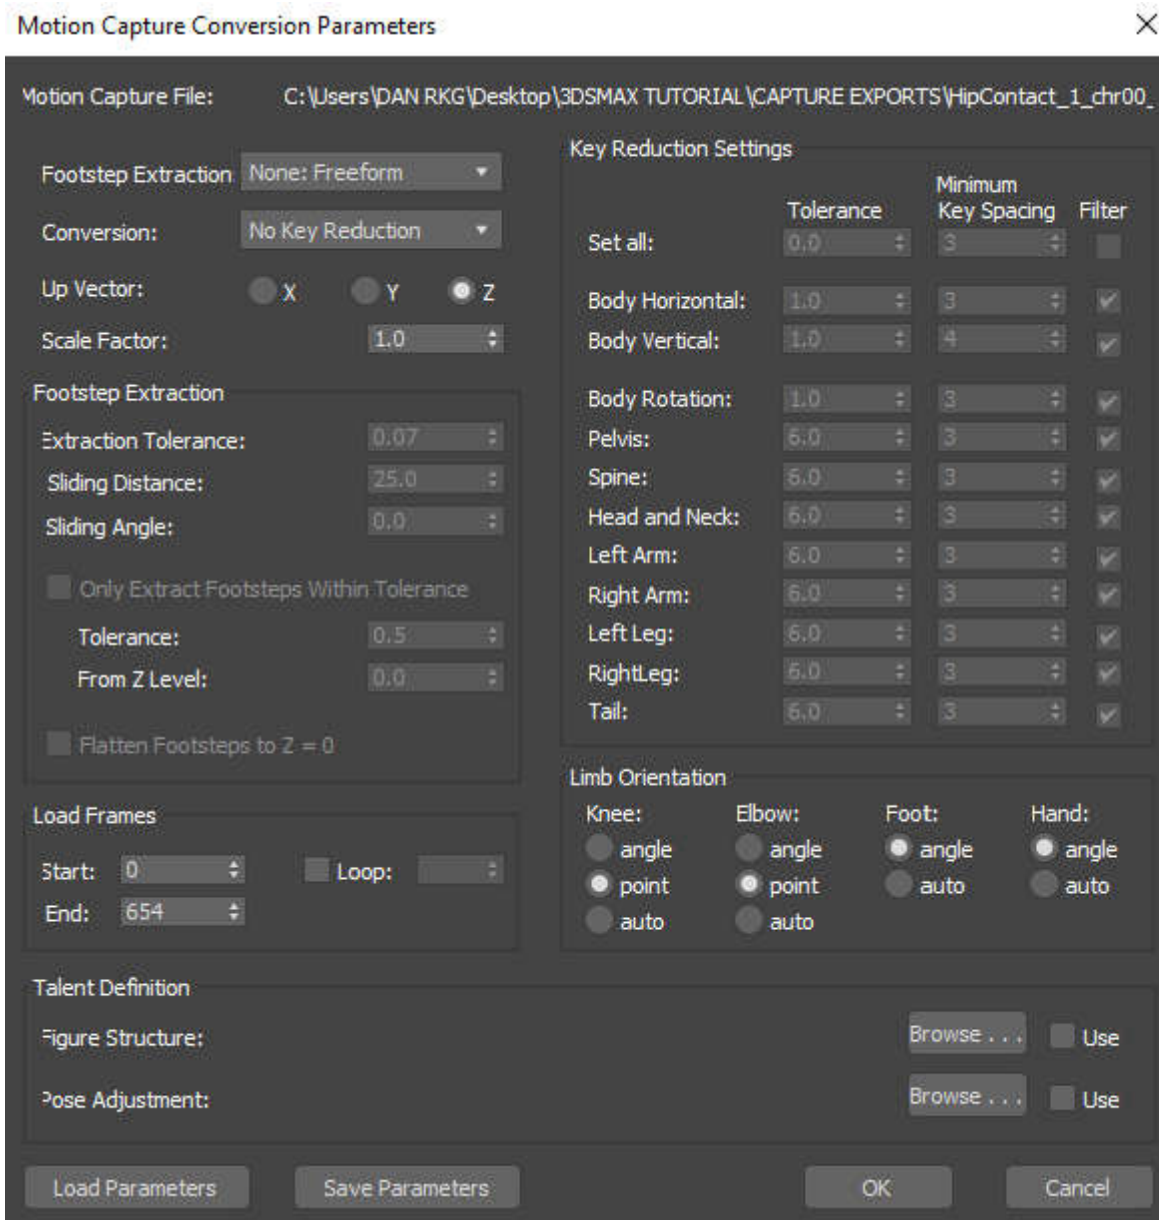 Motion Capture Conversion Parameters
Motion Capture File: C:\Users\DAN RKG\Desktop\3DSMAX TUTORIAL\CAPTURE EXPORTS\HipContact_1_chr00_
Footstep Extraction None: Freeform
Conversion: No Key Reduction
Up Vector: X Y Z
Scale Factor: 1.0
Footstep Extraction
Extraction Tolerance: 0.07
Sliding Distance: 25.0
Sliding Angle: 0.0
Only Extract Footsteps Within Tolerance
Tolerance: 0.5
From Z Level: 0.0
Flatten Footsteps to Z = 0
Load Frames
Start: 0 Loop:
End: 654
Key Reduction Settings
Minimum
Tolerance Key Spacing Filter
Set all: 0.0 3
Body Horizontal: 1.0 3
Body Vertical: 1.0 4
Body Rotation: 1.0 3
Pelvis: 6.0 3
Spine: 6.0 3
Head and Neck: 6.0 3
Left Arm: 6.0 3
Right Arm: 6.0 3
Left Leg: 6.0 3
RightLeg: 6.0 3
Tail: 6.0 3
Limb Orientation
Knee: Elbow: Foot: Hand:
angle angle angle angle
point point auto auto
auto auto
Talent Definition
Figure Structure: Browse . . . Use
Pose Adjustment: Browse . . . Use
Load Parameters Save Parameters OK Cancel